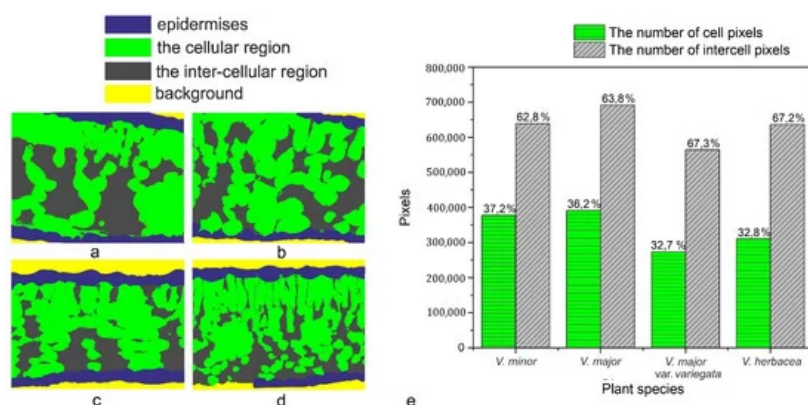 epidermises
the cellular region
the inter-cellular region
background
a
b
c
d
The number of cell pixels
The number of intercell pixels
800,000
700,000
600,000
500,000
400,000
300,000
200,000
100,000
0
Pixels
37,2%
62,8%
36,2%
63,8%
32,7 %
67,3%
32,8%
67,2%
V. minor
V. major
V. major
var. variegata
V. herbacea
Plant species
e